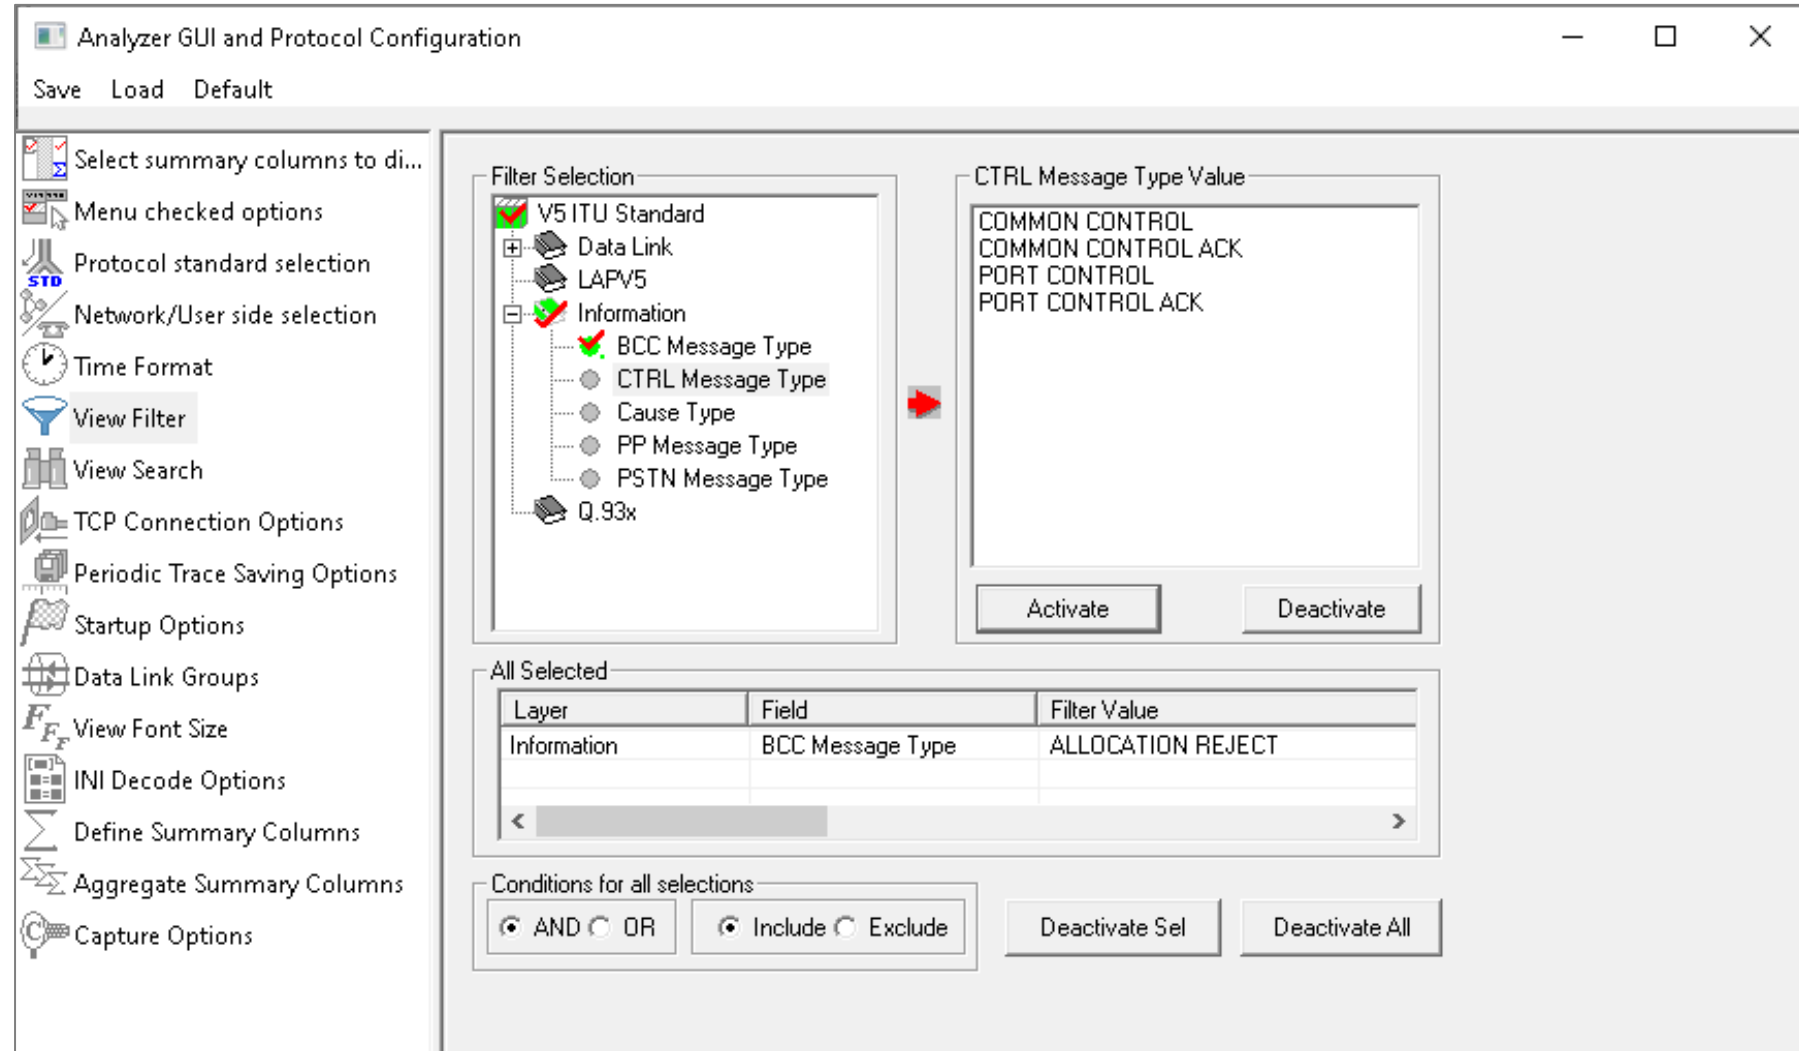 Analyzer GUI and Protocol Configuration
Save Load Default
Select summary columns to di...
Menu checked options
STD
Protocol standard selection
Network/User side selection
Time Format
View Filter
View Search
TCP Connection Options
Periodic Trace Saving Options
Startup Options
Data Link Groups
View Font Size
INI Decode Options
Define Summary Columns
Aggregate Summary Columns
Capture Options
Filter Selection
V5 ITU Standard
Data Link
LAPV5
Information
BCC Message Type
CTRL Message Type
Cause Type
PP Message Type
PSTN Message Type
Q.93x
CTRL Message Type Value
COMMON CONTROL
COMMON CONTROL ACK
PORT CONTROL
PORT CONTROL ACK
Activate Deactivate
All Selected
Layer Field Filter Value
Information BCC Message Type ALLOCATION REJECT
Conditions for all selections
AND OR Include Exclude
Deactivate Sel Deactivate All